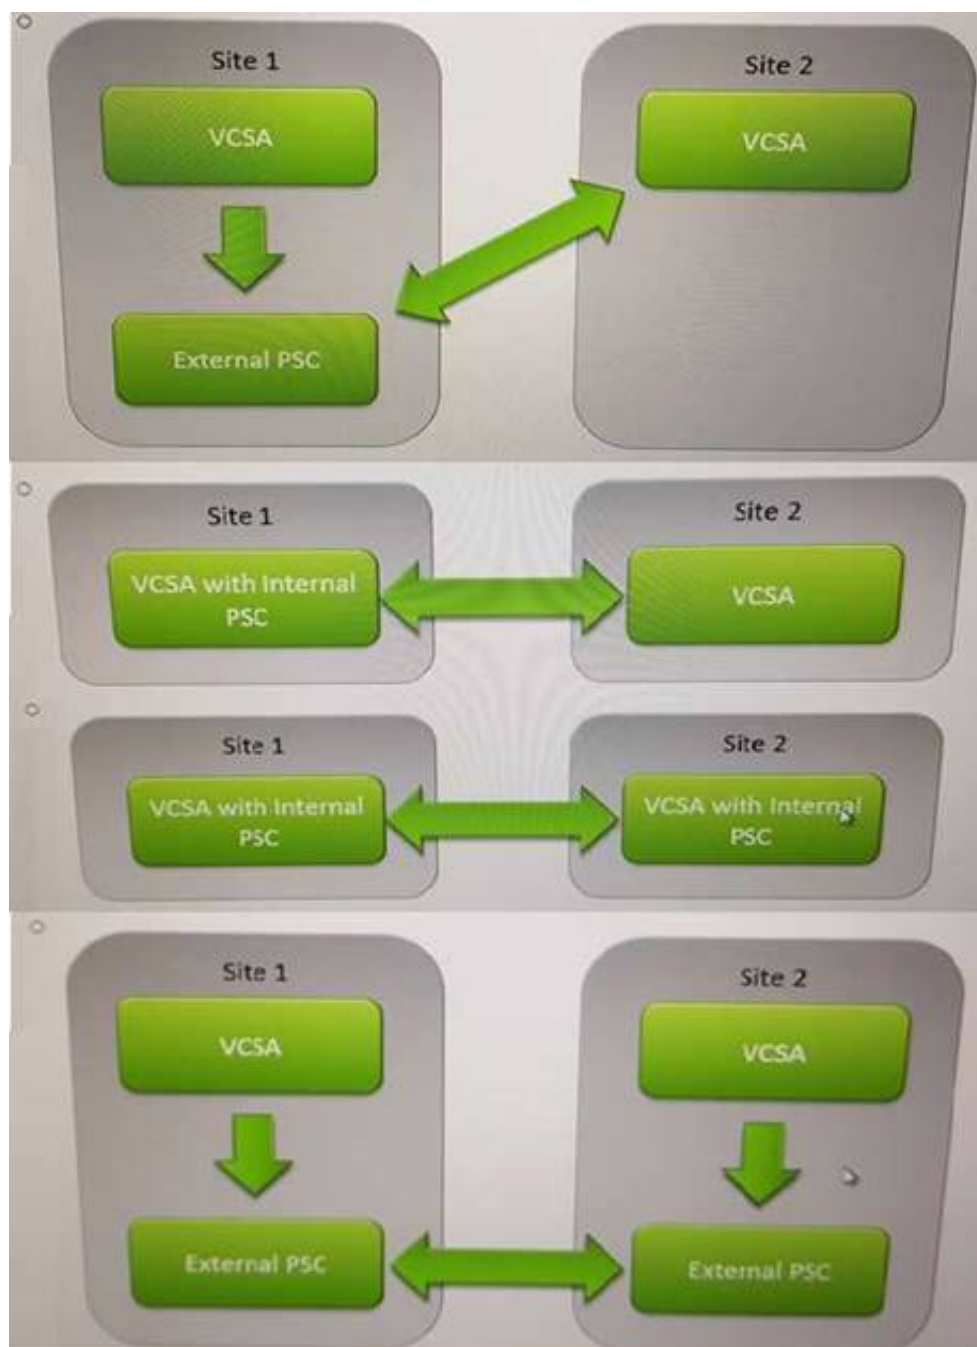 Site 1
Site 2
VCSA
VCSA
External PSC
Site 1
Site 2
VCSA with Internal
PSC
VCSA
Site 1
Site 2
VCSA with Internal
PSC
VCSA with Internal
PSC
Site 1
Site 2
VCSA
VCSA
External PSC
External PSC